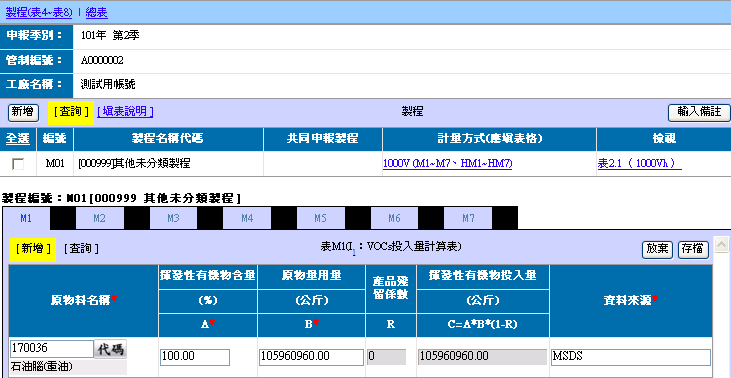 製程(表4~表8) | 總表
申報季別： 101年 第2季
管制編號： A0000002
工廠名稱： 測試用帳號
新增 [ 查詢 ] [ 填表說明 ] 製程 輸入備註
全選 編號 製程名稱代碼 共同申報製程 計量方式(應填表格) 檢視
M01 [000999]其他未分類製程 1000V (M1~M7、HM1~HM7) 表2.1 ( 1000Vh )
製程編號：M01[000999 其他未分類製程]
M1 M2 M3 M4 M5 M6 M7
[ 新增 ] [ 查詢 ] 表M1(I1：VOCs投入量計算表) 放棄 存檔
原物料名稱▼ 揮發性有機物含量 原物量用量 產品殘留係數 揮發性有機物投入量 資料來源▼
(%) (公斤) (公斤)
A▼ B▼ R C=A*B*(1-R)
170036 代碼 100.00 105960960.00 0 105960960.00 MSDS
石油腦(重油)